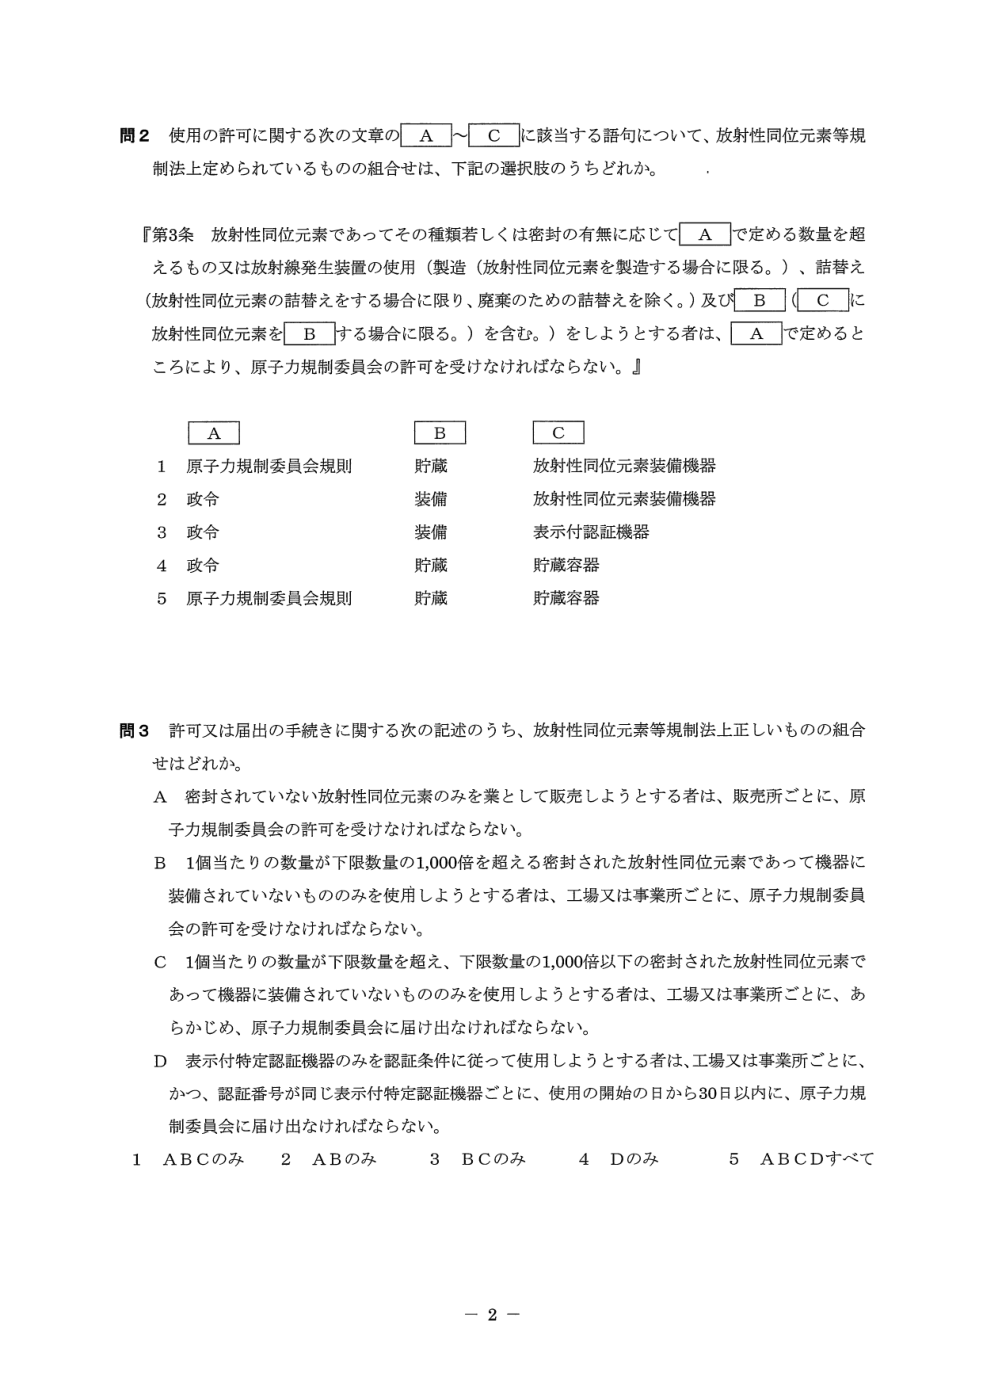 問2　使用の許可に関する次の文章の A ～ C に該当する語句について、放射性同位元素等規
制法上定められているものの組合せは、下記の選択肢のうちどれか。
『第3条　放射性同位元素であってその種類若しくは密封の有無に応じて A で定める数量を超
えるもの又は放射線発生装置の使用（製造（放射性同位元素を製造する場合に限る。）、詰替え
（放射性同位元素の詰替えをする場合に限り、廃棄のための詰替えを除く。）及び B （ C に
放射性同位元素を B する場合に限る。）を含む。）をしようとする者は、 A で定めると
ころにより、原子力規制委員会の許可を受けなければならない。』
A　B　C
1　原子力規制委員会規則　貯蔵　放射性同位元素装備機器
2　政令　装備　放射性同位元素装備機器
3　政令　装備　表示付認証機器
4　政令　貯蔵　貯蔵容器
5　原子力規制委員会規則　貯蔵　貯蔵容器
問3　許可又は届出の手続きに関する次の記述のうち、放射性同位元素等規制法上正しいものの組合
せはどれか。
A　密封されていない放射性同位元素のみを業として販売しようとする者は、販売所ごとに、原
子力規制委員会の許可を受けなければならない。
B　1個当たりの数量が下限数量の1,000倍を超える密封された放射性同位元素であって機器に
装備されていないもののみを使用しようとする者は、工場又は事業所ごとに、原子力規制委員
会の許可を受けなければならない。
C　1個当たりの数量が下限数量を超え、下限数量の1,000倍以下の密封された放射性同位元素で
あって機器に装備されていないもののみを使用しようとする者は、工場又は事業所ごとに、あ
らかじめ、原子力規制委員会に届け出なければならない。
D　表示付特定認証機器のみを認証条件に従って使用しようとする者は、工場又は事業所ごとに、
かつ、認証番号が同じ表示付特定認証機器ごとに、使用の開始の日から30日以内に、原子力規
制委員会に届け出なければならない。
1　ＡＢＣのみ　2　ＡＢのみ　3　ＢＣのみ　4　Ｄのみ　5　ＡＢＣＤすべて
－ 2 －